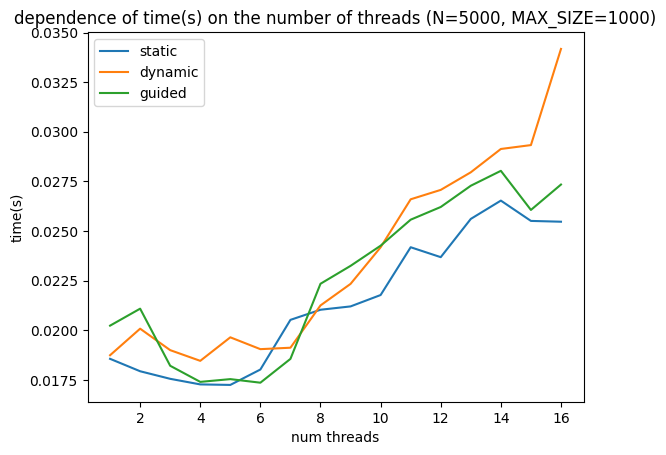 dependence of time(s) on the number of threads (N=5000, MAX_SIZE=1000)
static
dynamic
guided
time(s)
0.0350
0.0325
0.0300
0.0275
0.0250
0.0225
0.0200
0.0175
2 4 6 8 10 12 14 16
num threads